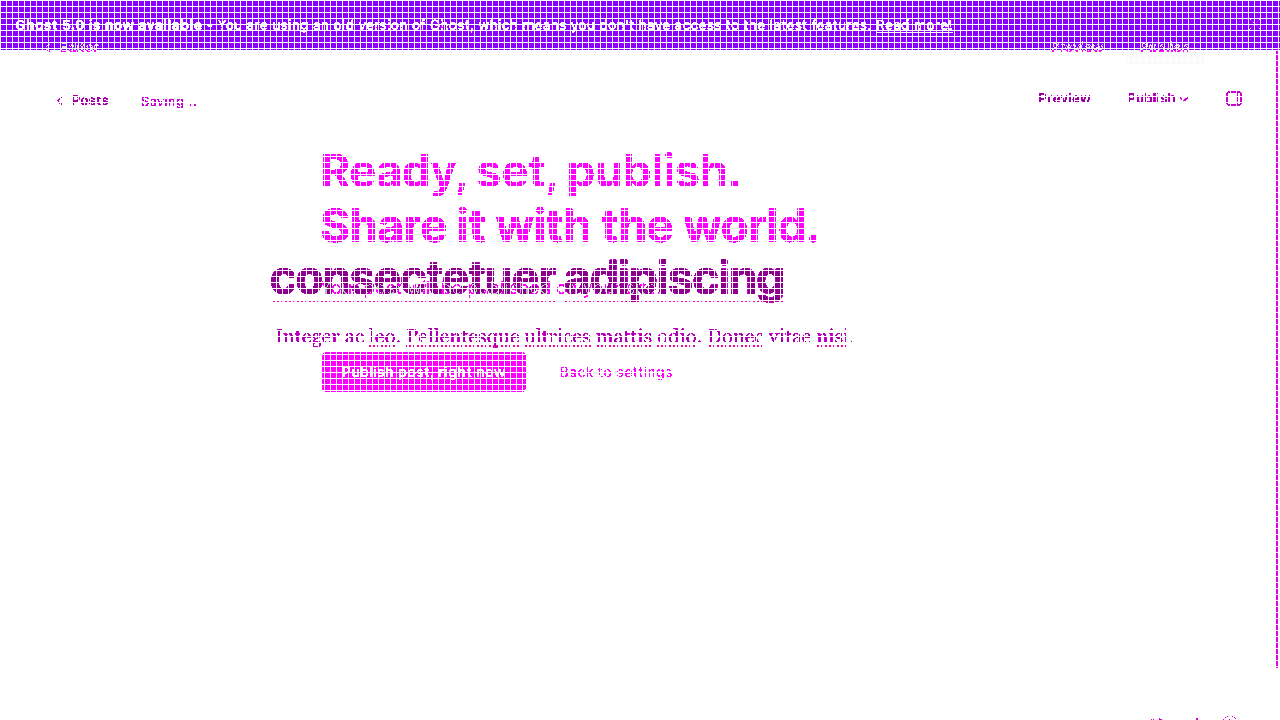 Ghost 5.0 is now available - You are using an old version of Ghost, which means you don't have access to the latest features. Read more!
Editor
Preview Publish
Posts Saving...
Preview Publish
Ready, set, publish.
Share it with the world.
consectetuer adipiscing
Integer ac leo. Pellentesque ultrices mattis odio. Donec vitae nisi.
Publish post, right now
Back to settings